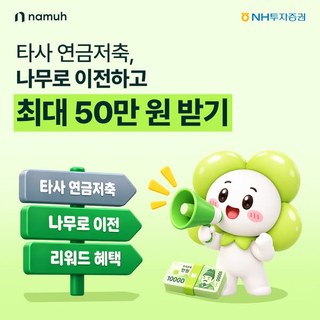 namuh
NH투자증권
타사 연금저축,
나무로 이전하고
최대 50만 원 받기
타사 연금저축
나무로 이전
리워드 혜택
10000